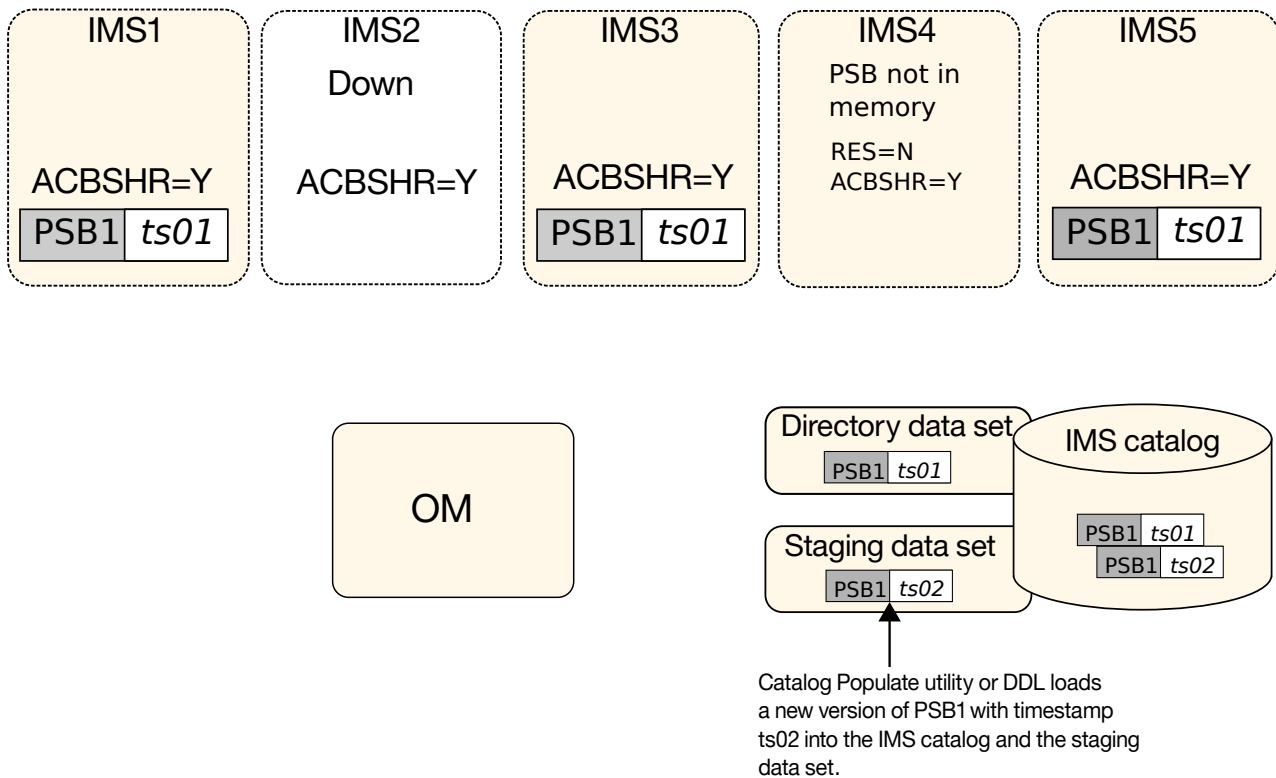 IMS1
ACBSHR=Y
PSB1 ts01
IMS2
Down
ACBSHR=Y
IMS3
ACBSHR=Y
PSB1 ts01
IMS4
PSB not in
memory
RES=N
ACBSHR=Y
IMS5
ACBSHR=Y
PSB1 ts01
OM
Directory data set
PSB1 ts01
Staging data set
PSB1 ts02
IMS catalog
PSB1 ts01
PSB1 ts02
Catalog Populate utility or DDL loads
a new version of PSB1 with timestamp
ts02 into the IMS catalog and the staging
data set.